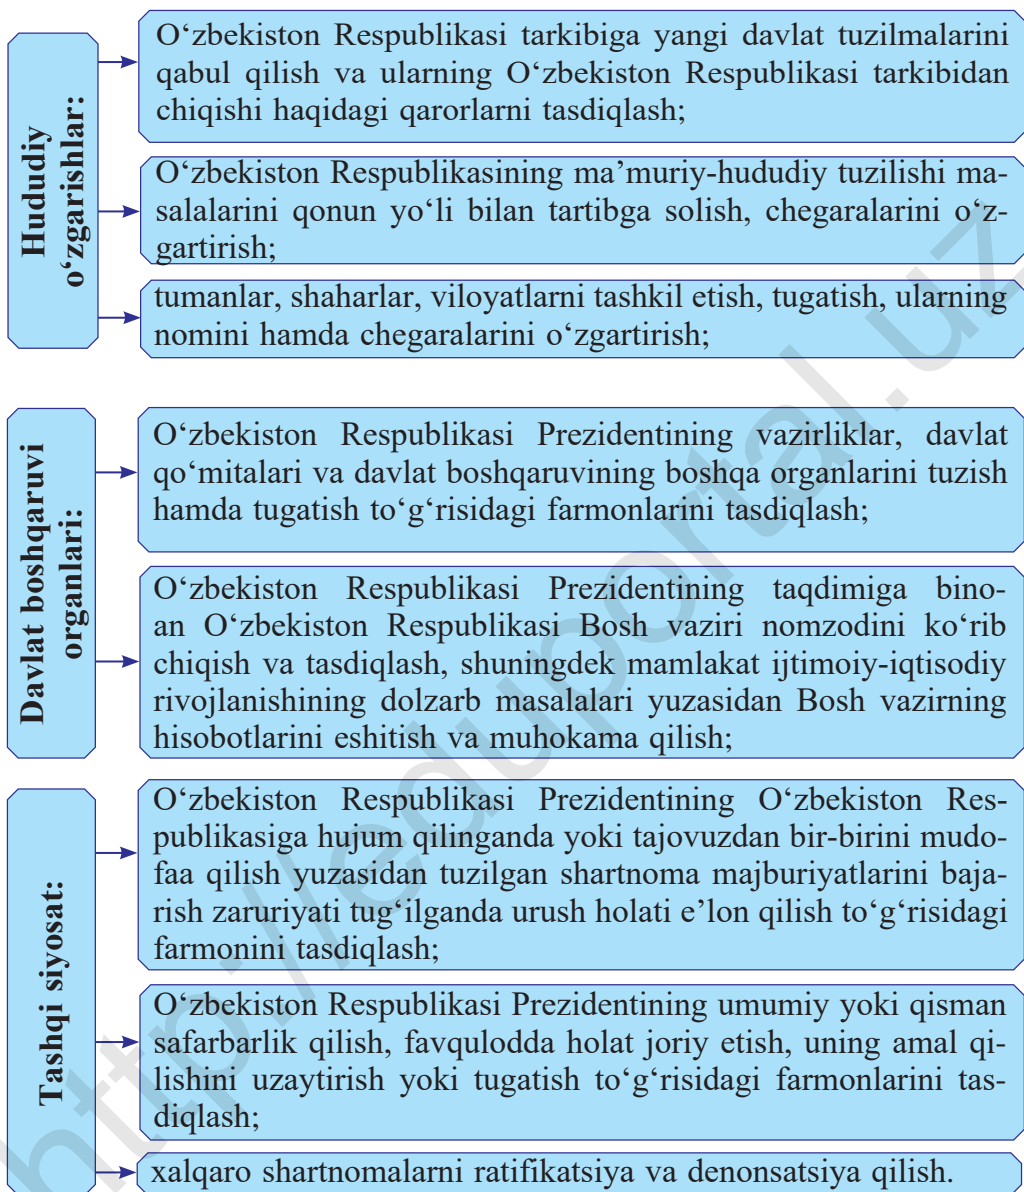 Hududiy
o‘zgarishlar:
O‘zbekiston Respublikasi tarkibiga yangi davlat tuzilmalarini
qabul qilish va ularning O‘zbekiston Respublikasi tarkibidan
chiqishi haqidagi qarorlarni tasdiqlash;
O‘zbekiston Respublikasining ma’muriy-hududiy tuzilishi ma-
salalarini qonun yo‘li bilan tartibga solish, chegaralarini o‘z-
gartirish;
tumanlar, shaharlar, viloyatlarni tashkil etish, tugatish, ularning
nomini hamda chegaralarini o‘zgartirish;
Davlat boshqaruvi
organlari:
O‘zbekiston Respublikasi Prezidentining vazirliklar, davlat
qo‘mitalari va davlat boshqaruvining boshqa organlarini tuzish
hamda tugatish to‘g‘risidagi farmonlarini tasdiqlash;
O‘zbekiston Respublikasi Prezidentining taqdimiga bino-
an O‘zbekiston Respublikasi Bosh vaziri nomzodini ko‘rib
chiqish va tasdiqlash, shuningdek mamlakat ijtimoiy-iqtisodiy
rivojlanishining dolzarb masalalari yuzasidan Bosh vazirning
hisobotlarini eshitish va muhokama qilish;
Tashqi siyosat:
O‘zbekiston Respublikasi Prezidentining O‘zbekiston Res-
publikasiga hujum qilinganda yoki tajovuzdan bir-birini mudo-
faa qilish yuzasidan tuzilgan shartnoma majburiyatlarini baja-
rish zaruriyati tug‘ilganda urush holati e’lon qilish to‘g‘risidagi
farmonini tasdiqlash;
O‘zbekiston Respublikasi Prezidentining umumiy yoki qisman
safarbarlik qilish, favqulodda holat joriy etish, uning amal qi-
lishini uzaytirish yoki tugatish to‘g‘risidagi farmonlarini tas-
diqlash;
xalqaro shartnomalarni ratifikatsiya va denonsatsiya qilish.
http://eduportal.uz